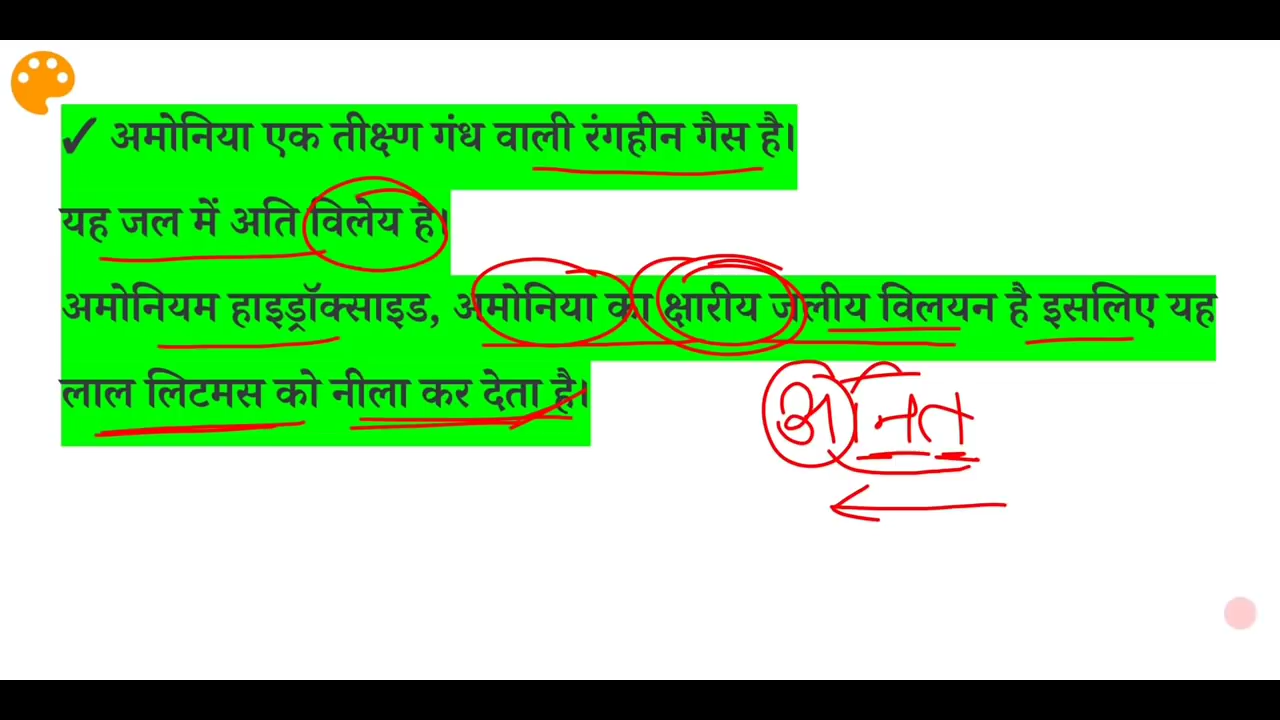 ✓ अमोनिया एक तीक्ष्ण गंध वाली रंगहीन गैस है।
यह जल में अति विलेय है।
अमोनियम हाइड्रॉक्साइड, अमोनिया का क्षारीय जलीय विलयन है इसलिए यह
लाल लिटमस को नीला कर देता है।